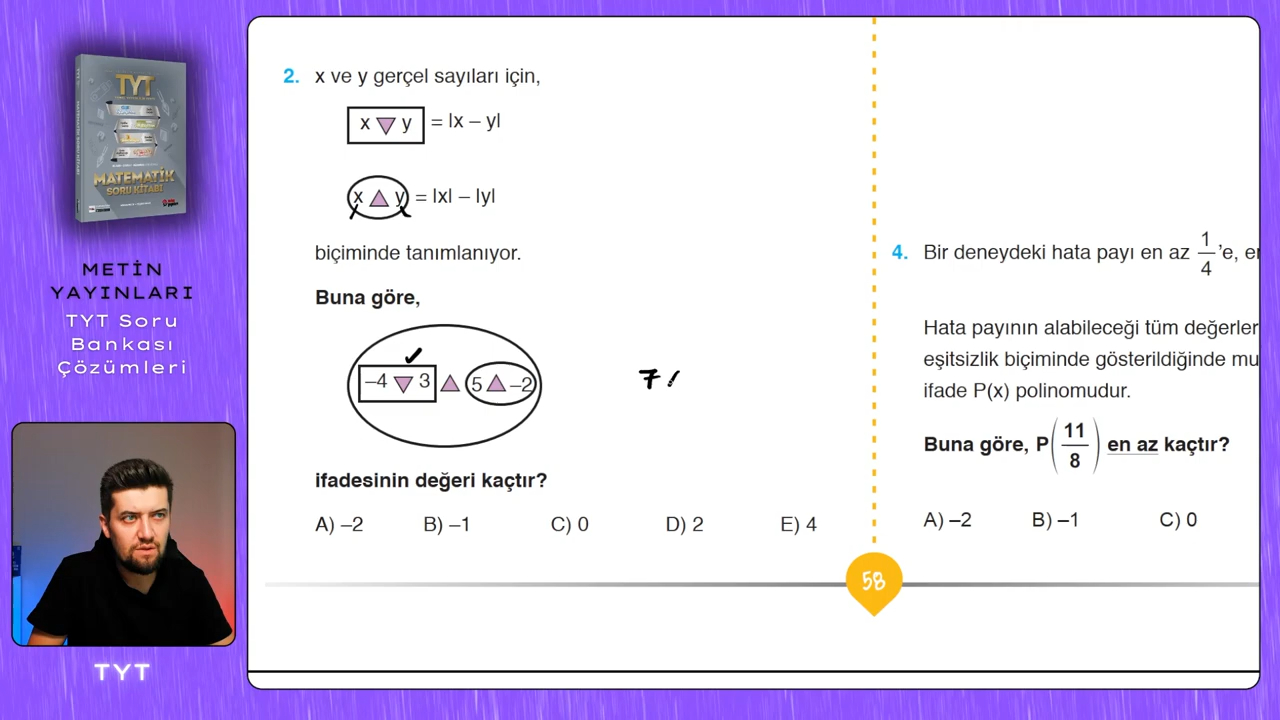 TYT
MATEMATİK
SORU KİTABI
METİN
YAYINLARI
TYT Soru
Bankası
Çözümleri
TYT
2. x ve y gerçel sayıları için,
x ▽ y = |x – y|
x △ y = |x| – |y|
biçiminde tanımlanıyor.
Buna göre,
–4 ▽ 3 △ 5 △ –2
7
ifadesinin değeri kaçtır?
A) –2 B) –1 C) 0 D) 2 E) 4
58
4. Bir deneydeki hata payı en az 1/4 'e, en
Hata payının alabileceği tüm değerler
eşitsizlik biçiminde gösterildiğinde mu
ifade P(x) polinomudur.
Buna göre, P(11/8) en az kaçtır?
A) –2 B) –1 C) 0